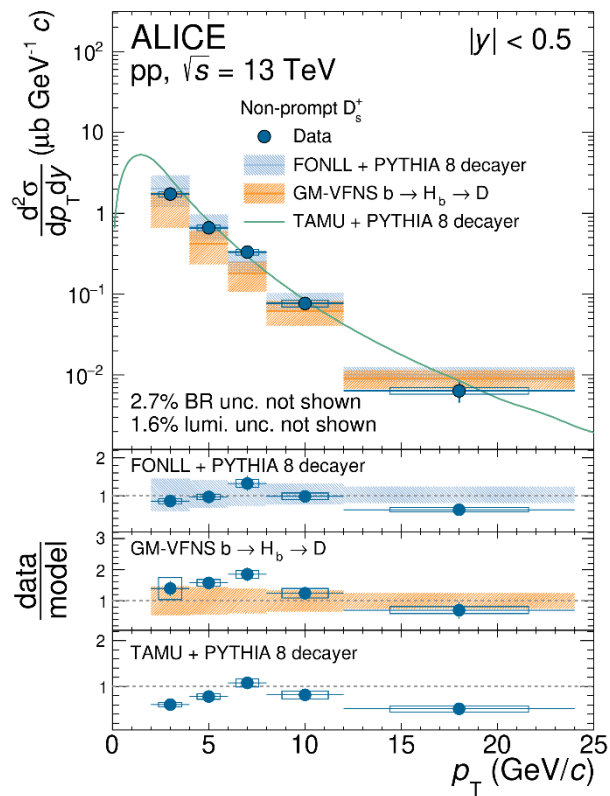 ALICE
|y| < 0.5
pp, √s = 13 TeV
Non-prompt D_s^+
Data
FONLL + PYTHIA 8 decayer
GM-VFNS b → H_b → D
TAMU + PYTHIA 8 decayer
d²σ/dp_Tdy (μb GeV⁻¹ c)
10²
10
1
10⁻¹
10⁻²
2.7% BR unc. not shown
1.6% lumi. unc. not shown
data/model
FONLL + PYTHIA 8 decayer
2
1
GM-VFNS b → H_b → D
3
2
1
TAMU + PYTHIA 8 decayer
2
1
0 5 10 15 20 25
p_T (GeV/c)